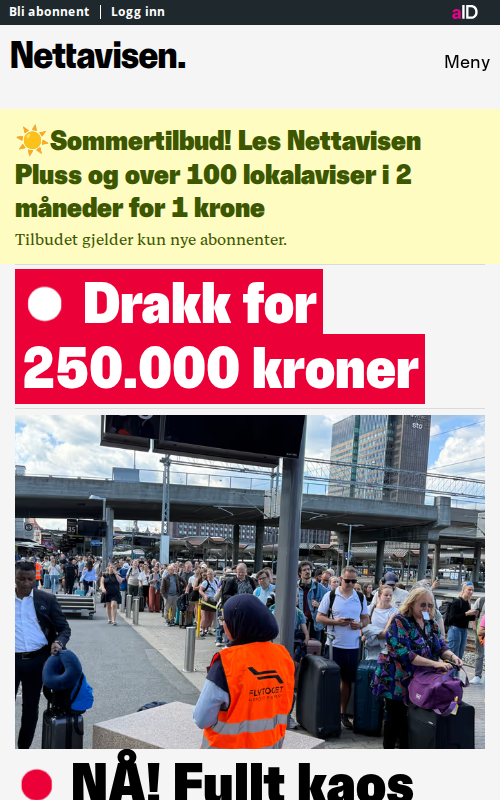 Bli abonnent | Logg inn
aID
Nettavisen.
Meny
☀️Sommertilbud! Les Nettavisen
Pluss og over 100 lokalaviser i 2
måneder for 1 krone
Tilbudet gjelder kun nye abonnenter.
Drakk for
250.000 kroner
sto
FLYTOGET
NÅ! Fullt kaos